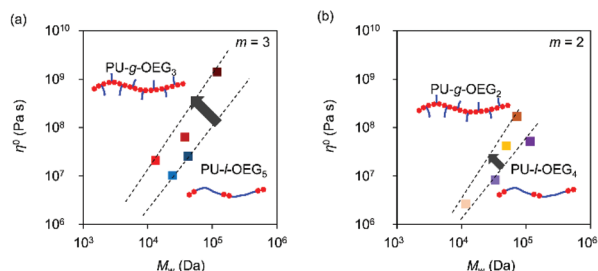 (a)
η⁰ (Pa s)
10¹⁰
10⁹
10⁸
10⁷
10⁶
m = 3
PU-g-OEG₃
PU-l-OEG₅
10³ 10⁴ 10⁵ 10⁶
Mw (Da)
(b)
η⁰ (Pa s)
10¹⁰
10⁹
10⁸
10⁷
10⁶
m = 2
PU-g-OEG₂
PU-l-OEG₄
10³ 10⁴ 10⁵ 10⁶
Mw (Da)